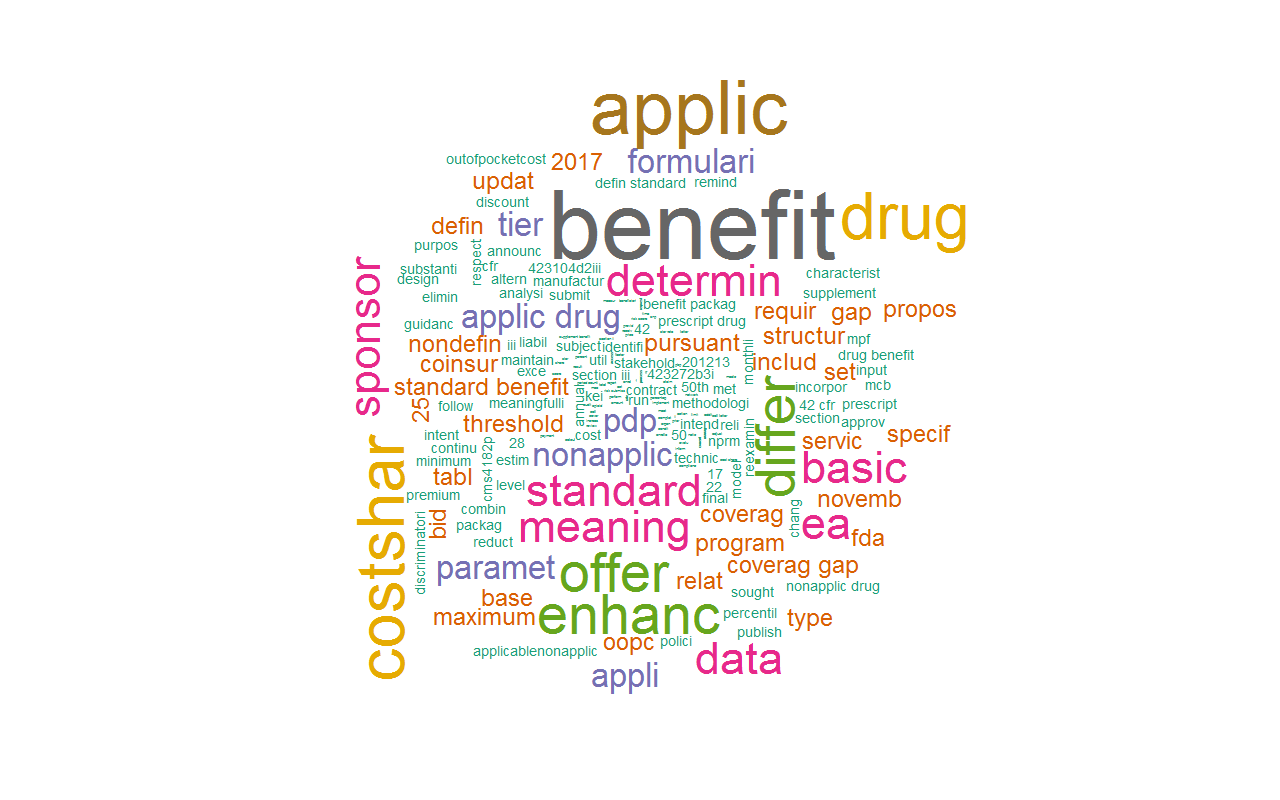 applic
outofpocketcost 2017 formulari
updat defin standard remind
discount
benefit drug
defin tier
purpos respect announc
sponsor
substanti cfr 423104d2iii determin characterist
design altern manufactur
elimin analysi submit benefit packag supplement
guidanc applic drug 42 prescript drug requir gap propos
nondefin iii liabil subject identifi pursuant structur mpf
coinsur maintain util stakehold 201213 monthli includ drug benefit
exce section iii 423272b3i set input
standard benefit annual contract 50th met incorpor mcb
25 kei run methodologi differ 42 cfr prescript
follow meaningfulli
threshold pdp intend reli section approv
costshar
intent cost 50 nprm reexamin servic specif
continu 28
minimum cms4182p estim nonapplic technic model basic
tabl level 17
premium standard 22 final novemb
combin
discriminatori bid packag meaning coverag chang ea fda
reduct program
paramet offer relat coverag gap
base sought nonapplic drug
maximum enhanc percentil type
publish
applicablenonapplic oopc polici data
appli